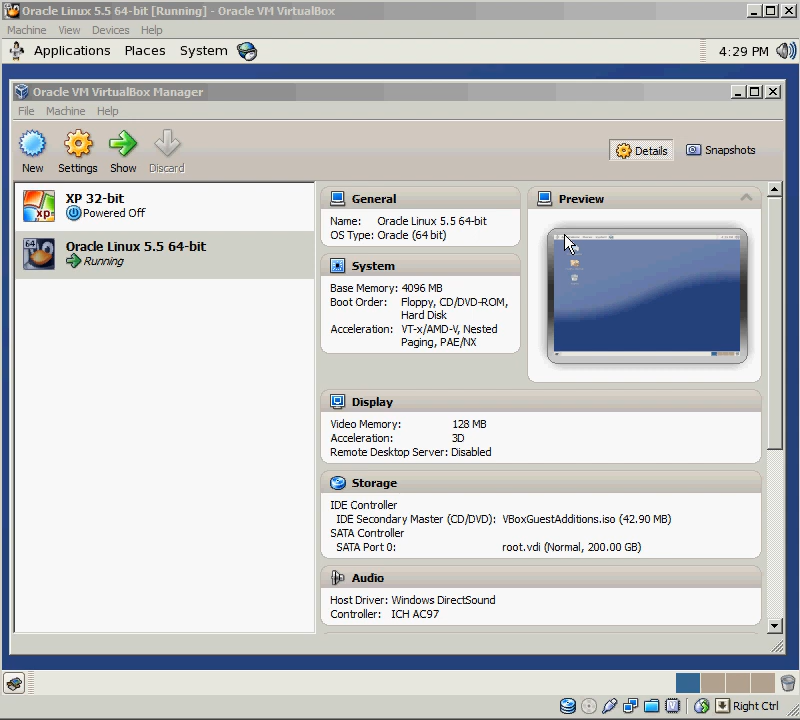 Oracle Linux 5.5 64-bit [Running] - Oracle VM VirtualBox
Machine View Devices Help
Applications Places System 4:29 PM
Oracle VM VirtualBox Manager
File Machine Help
New Settings Show Discard Details Snapshots
XP 32-bit
Powered Off
64 Oracle Linux 5.5 64-bit
Running
General
Name: Oracle Linux 5.5 64-bit
OS Type: Oracle (64 bit)
System
Base Memory: 4096 MB
Boot Order: Floppy, CD/DVD-ROM,
Hard Disk
Acceleration: VT-x/AMD-V, Nested
Paging, PAE/NX
Preview
Display
Video Memory: 128 MB
Acceleration: 3D
Remote Desktop Server: Disabled
Storage
IDE Controller
IDE Secondary Master (CD/DVD): VBoxGuestAdditions.iso (42.90 MB)
SATA Controller
SATA Port 0: root.vdi (Normal, 200.00 GB)
Audio
Host Driver: Windows DirectSound
Controller: ICH AC97
Right Ctrl